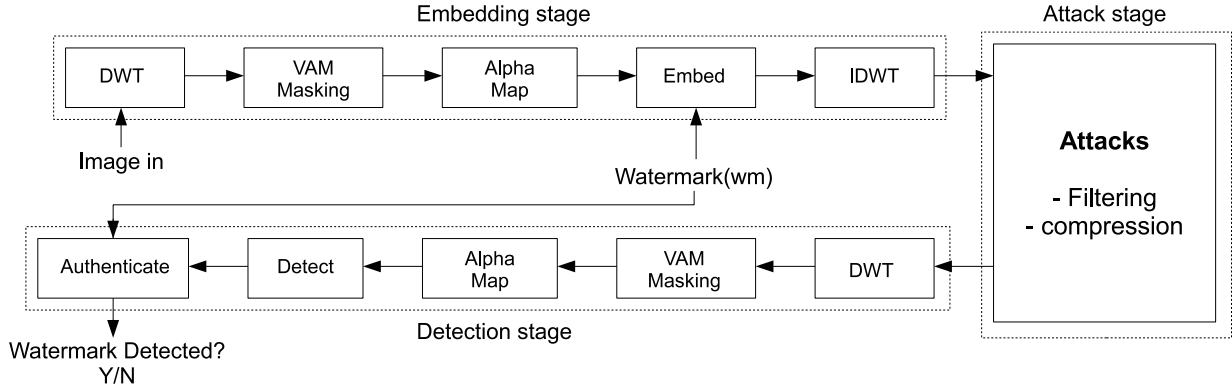 Embedding stage
Attack stage
DWT
VAM
Masking
Alpha
Map
Embed
IDWT
Image in
Watermark(wm)
Attacks
- Filtering
- compression
Authenticate
Detect
Alpha
Map
VAM
Masking
DWT
Detection stage
Watermark Detected?
Y/N